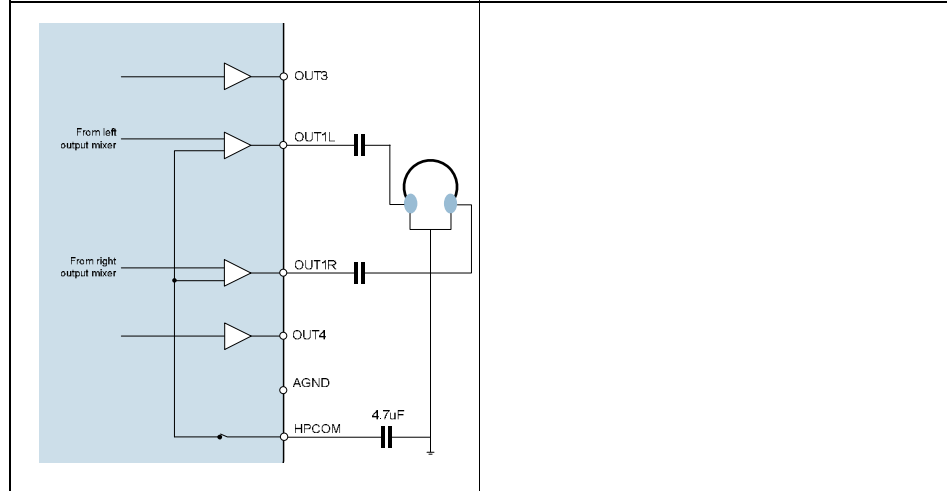 OUT3
From left
output mixer
OUT1L
From right
output mixer
OUT1R
OUT4
AGND
4.7uF
HPCOM